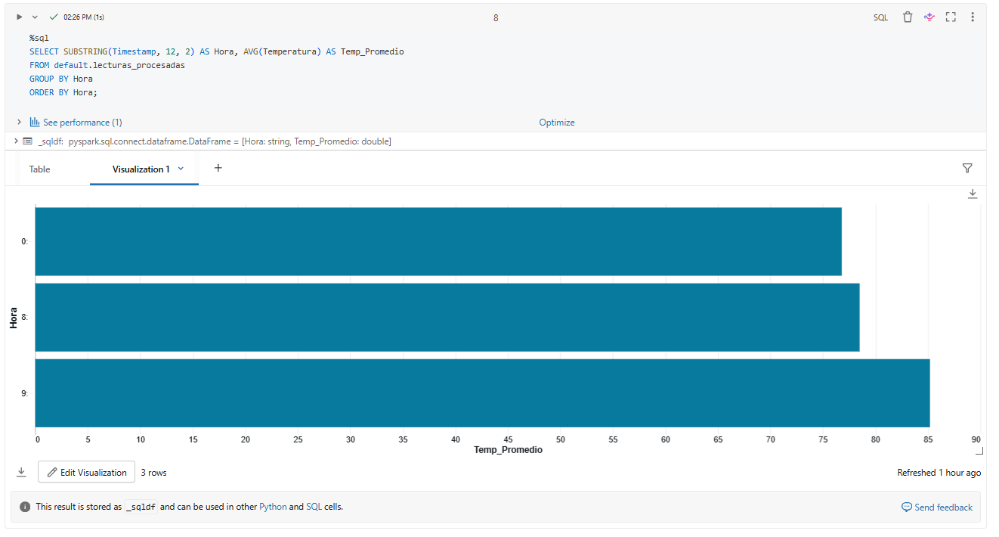 02:26 PM (1s)
8
SQL
%sql
SELECT SUBSTRING(Timestamp, 12, 2) AS Hora, AVG(Temperatura) AS Temp_Promedio
FROM default.lecturas_procesadas
GROUP BY Hora
ORDER BY Hora;
See performance (1)
Optimize
_sqldf: pyspark.sql.connect.dataframe.DataFrame = [Hora: string, Temp_Promedio: double]
Table
Visualization 1
+
Hora
0:
8:
9:
0 5 10 15 20 25 30 35 40 45 50 55 60 65 70 75 80 85 90
Temp_Promedio
Edit Visualization
3 rows
Refreshed 1 hour ago
This result is stored as _sqldf and can be used in other Python and SQL cells.
Send feedback